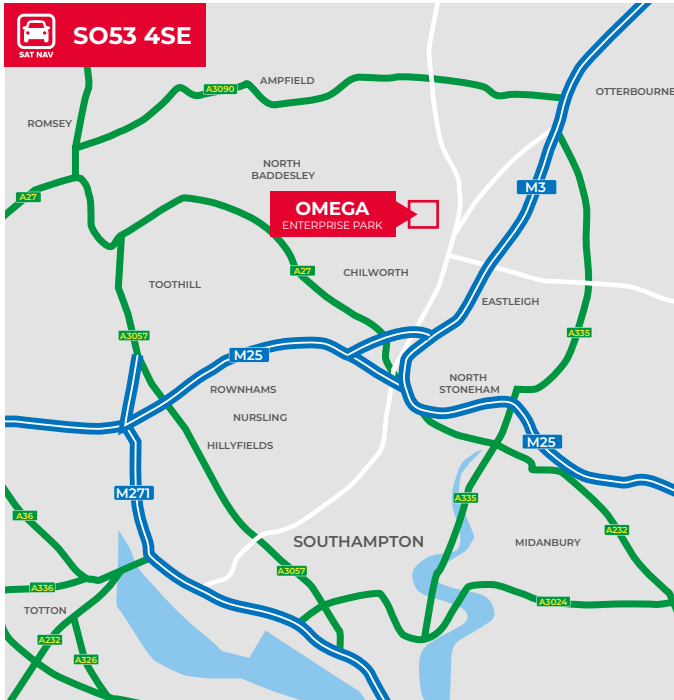 SO53 4SE
SAT NAV
AMPFIELD
A3090
OTTERBOURNE
ROMSEY
NORTH
BADDESLEY
M3
A27
OMEGA
ENTERPRISE PARK
A27
CHILWORTH
TOOTHILL
EASTLEIGH
A3057
A335
M25
ROWNHAMS
NORTH
STONEHAM
NURSLING
HILLYFIELDS
M25
M271
A335
A36
A232
SOUTHAMPTON
MIDANBURY
A3057
A336
A3024
TOTTON
A232
A326